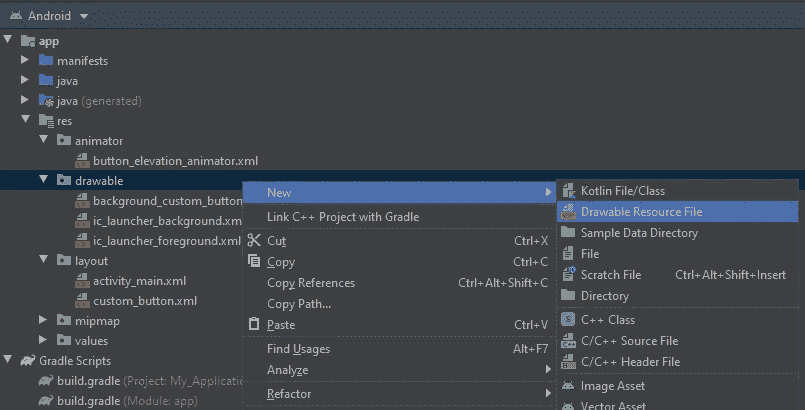 Android
app
manifests
java
java (generated)
res
animator
button_elevation_animator.xml
drawable
background_custom_button
ic_launcher_background.xm
ic_launcher_foreground.xml
layout
activity_main.xml
custom_button.xml
mipmap
values
Gradle Scripts
build.gradle (Project: My_Applicatio
build.gradle (Module: app)
New
Link C++ Project with Gradle
Cut Ctrl+X
Copy Ctrl+C
Copy References Ctrl+Alt+Shift+C
Copy Path...
Paste Ctrl+V
Find Usages Alt+F7
Analyze
Refactor
Kotlin File/Class
Drawable Resource File
Sample Data Directory
File
Scratch File Ctrl+Alt+Shift+Insert
Directory
C++ Class
C/C++ Source File
C/C++ Header File
Image Asset
Vector Asset